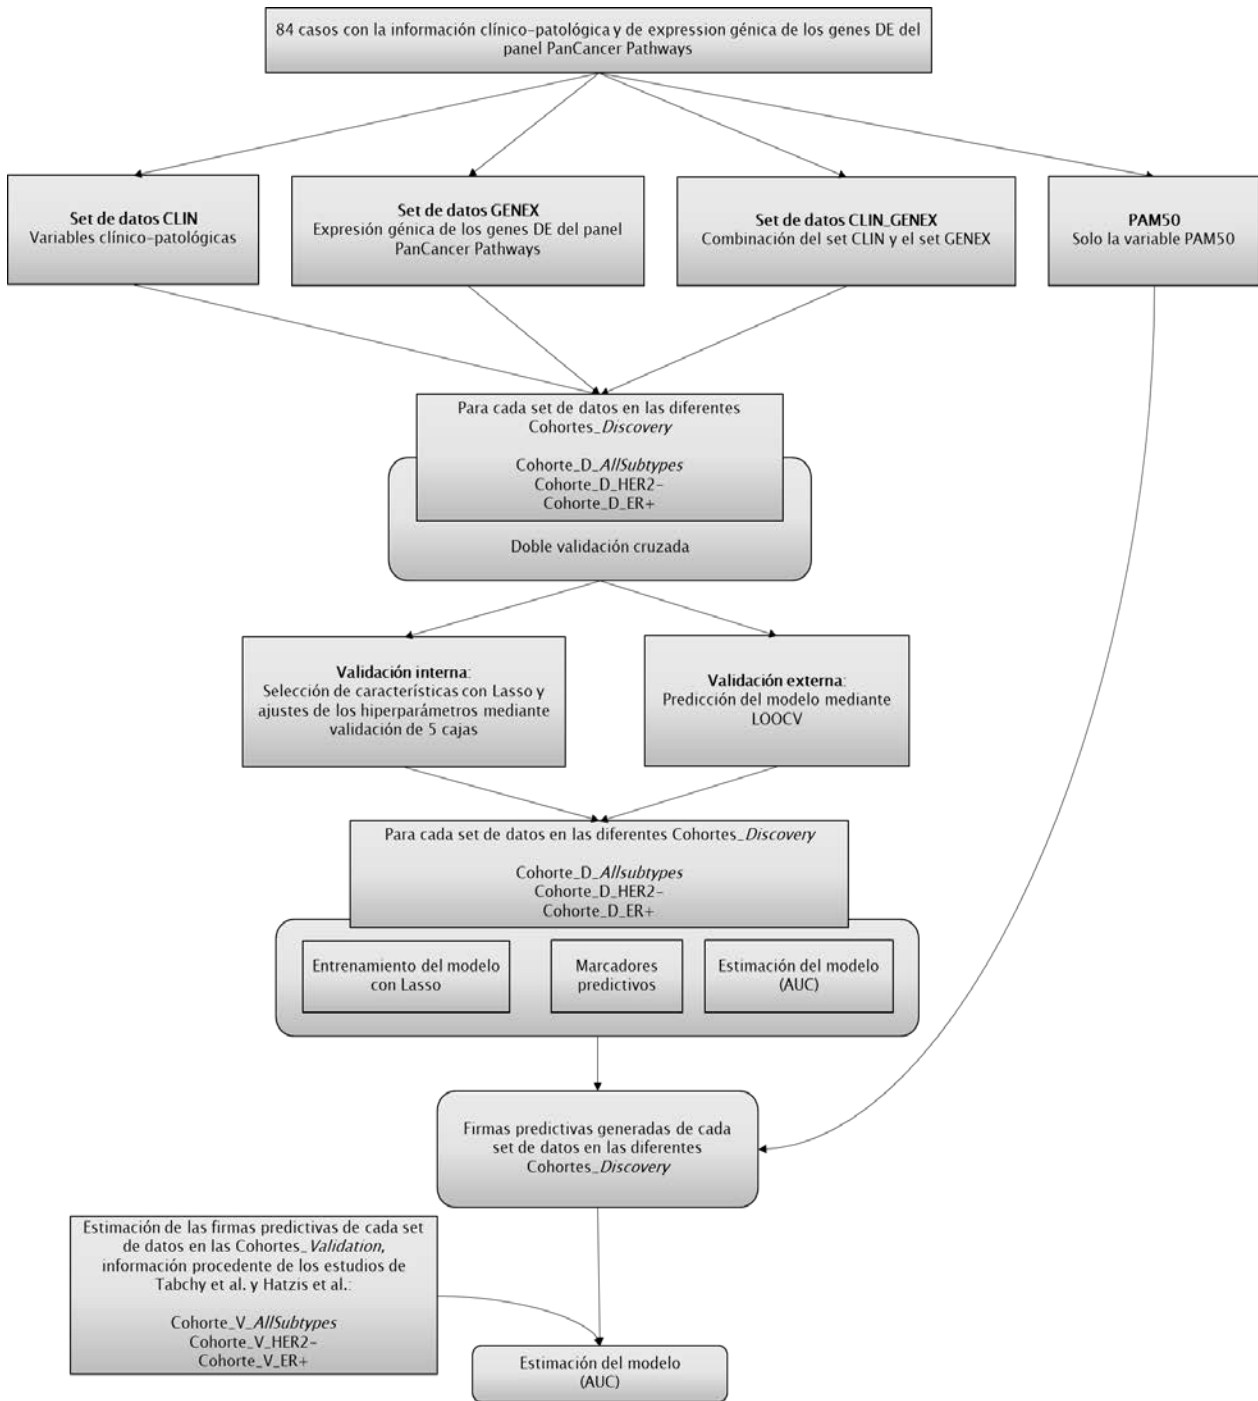 84 casos con la información clínico-patológica y de expression génica de los genes DE del
panel PanCancer Pathways
Set de datos CLIN
Variables clínico-patológicas
Set de datos GENEX
Expresión génica de los genes DE del panel
PanCancer Pathways
Set de datos CLIN_GENEX
Combinación del set CLIN y el set GENEX
PAM50
Solo la variable PAM50
Para cada set de datos en las diferentes
Cohortes_Discovery
Cohorte_D_AllSubtypes
Cohorte_D_HER2-
Cohorte_D_ER+
Doble validación cruzada
Validación interna:
Selección de características con Lasso y
ajustes de los hiperparámetros mediante
validación de 5 cajas
Validación externa:
Predicción del modelo mediante
LOOCV
Para cada set de datos en las diferentes Cohortes_Discovery
Cohorte_D_Allsubtypes
Cohorte_D_HER2-
Cohorte_D_ER+
Entrenamiento del modelo
con Lasso
Marcadores
predictivos
Estimación del modelo
(AUC)
Firmas predictivas generadas de cada
set de datos en las diferentes
Cohortes_Discovery
Estimación de las firmas predictivas de cada set
de datos en las Cohortes_Validation,
información procedente de los estudios de
Tabchy et al. y Hatzis et al.:
Cohorte_V_AllSubtypes
Cohorte_V_HER2-
Cohorte_V_ER+
Estimación del modelo
(AUC)